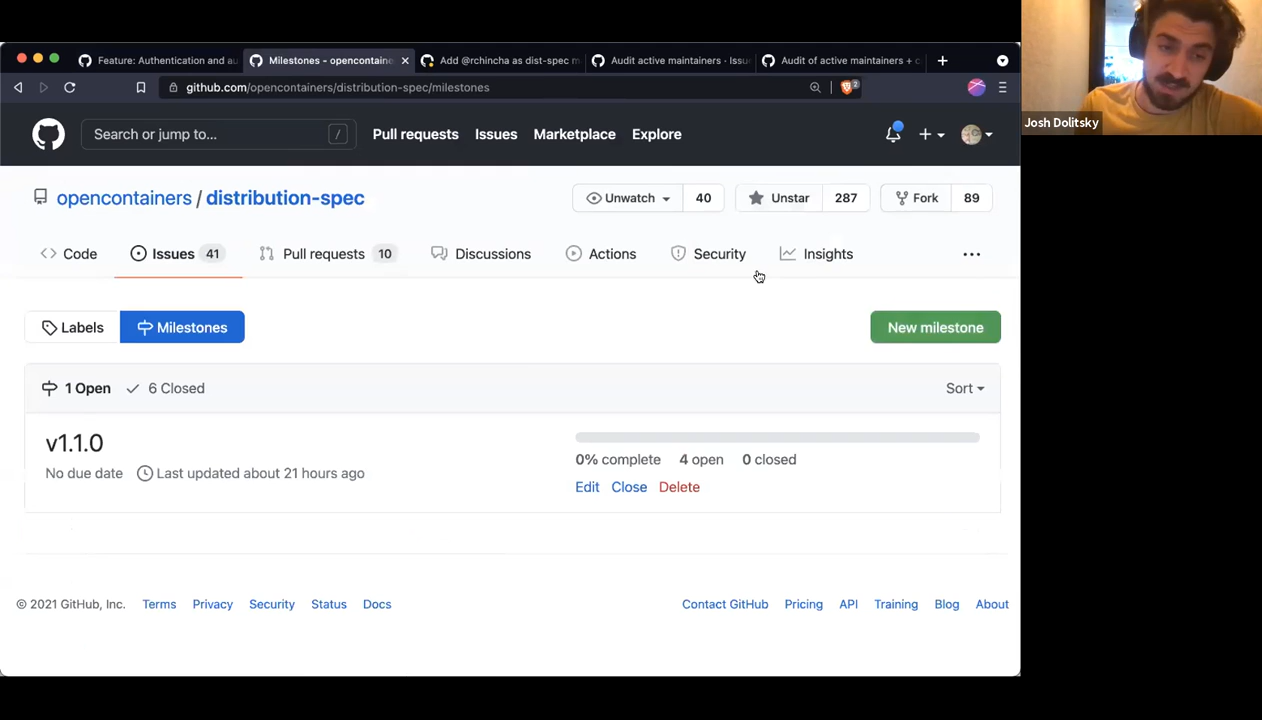 Feature: Authentication and au
Milestones - opencontaine
Add @rchincha as dist-spec m
Audit active maintainers · Issu
Audit of active maintainers + c
github.com/opencontainers/distribution-spec/milestones
2
Search or jump to...
/
Pull requests
Issues
Marketplace
Explore
Josh Dolitsky
opencontainers / distribution-spec
Unwatch 40
Unstar 287
Fork 89
Code
Issues 41
Pull requests 10
Discussions
Actions
Security
Insights
Labels
Milestones
New milestone
1 Open
6 Closed
Sort
v1.1.0
No due date
Last updated about 21 hours ago
0% complete 4 open 0 closed
Edit Close Delete
© 2021 GitHub, Inc. Terms Privacy Security Status Docs Contact GitHub Pricing API Training Blog About